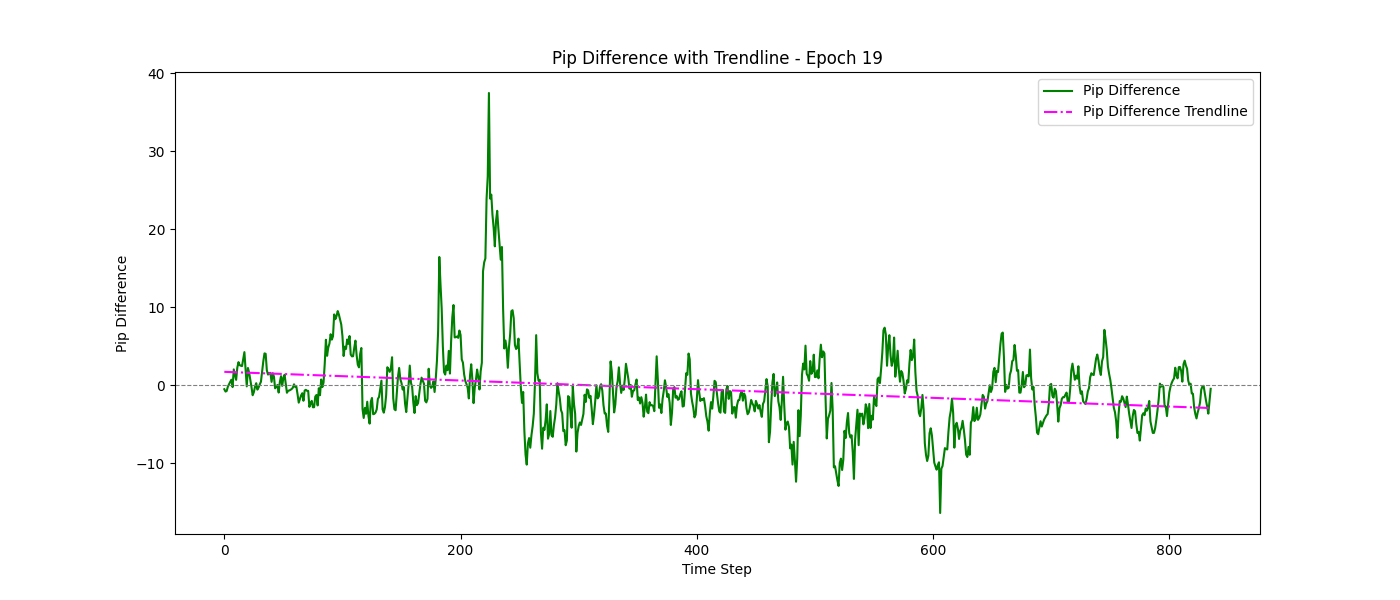 Pip Difference with Trendline - Epoch 19
Pip Difference
Pip Difference Trendline
40
30
20
10
0
−10
Pip Difference
0
200
400
600
800
Time Step